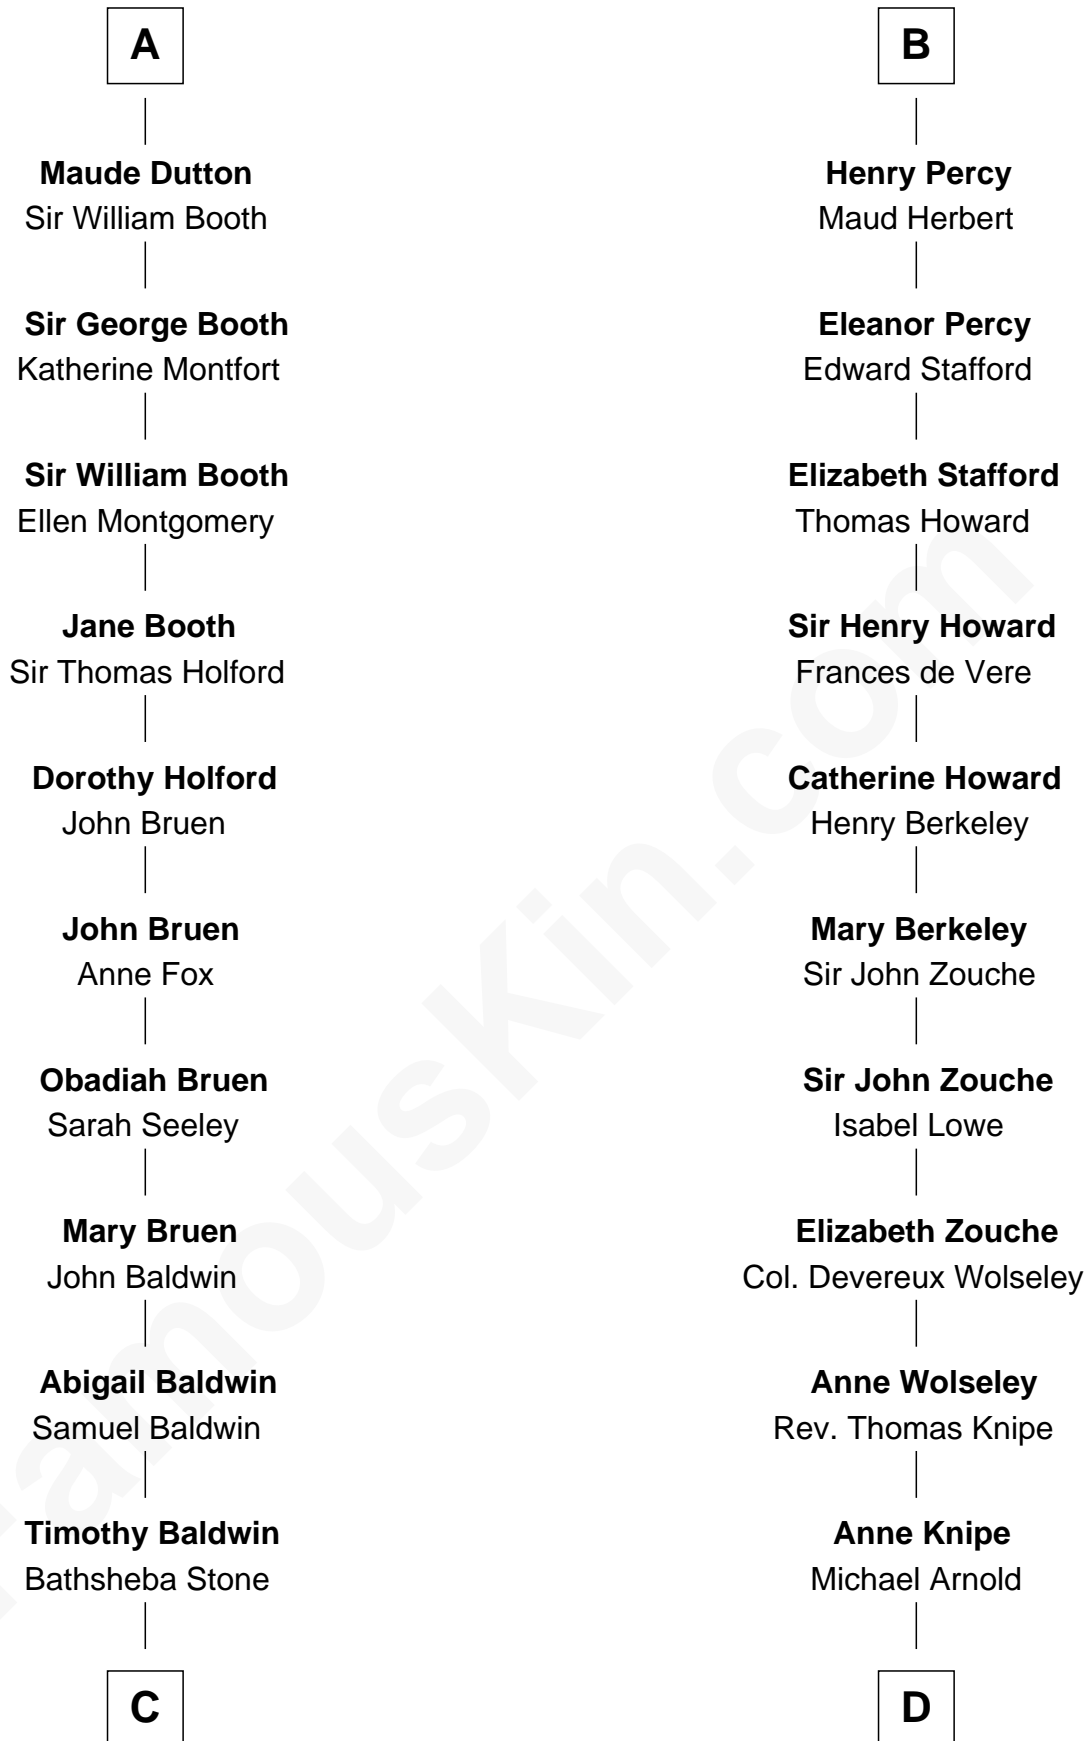 A
Maude Dutton
Sir William Booth
Sir George Booth
Katherine Montfort
Sir William Booth
Ellen Montgomery
Jane Booth
Sir Thomas Holford
Dorothy Holford
John Bruen
John Bruen
Anne Fox
Obadiah Bruen
Sarah Seeley
Mary Bruen
John Baldwin
Abigail Baldwin
Samuel Baldwin
Timothy Baldwin
Bathsheba Stone
C
B
Henry Percy
Maud Herbert
Eleanor Percy
Edward Stafford
Elizabeth Stafford
Thomas Howard
Sir Henry Howard
Frances de Vere
Catherine Howard
Henry Berkeley
Mary Berkeley
Sir John Zouche
Sir John Zouche
Isabel Lowe
Elizabeth Zouche
Col. Devereux Wolseley
Anne Wolseley
Rev. Thomas Knipe
Anne Knipe
Michael Arnold
D
FamousKin.com